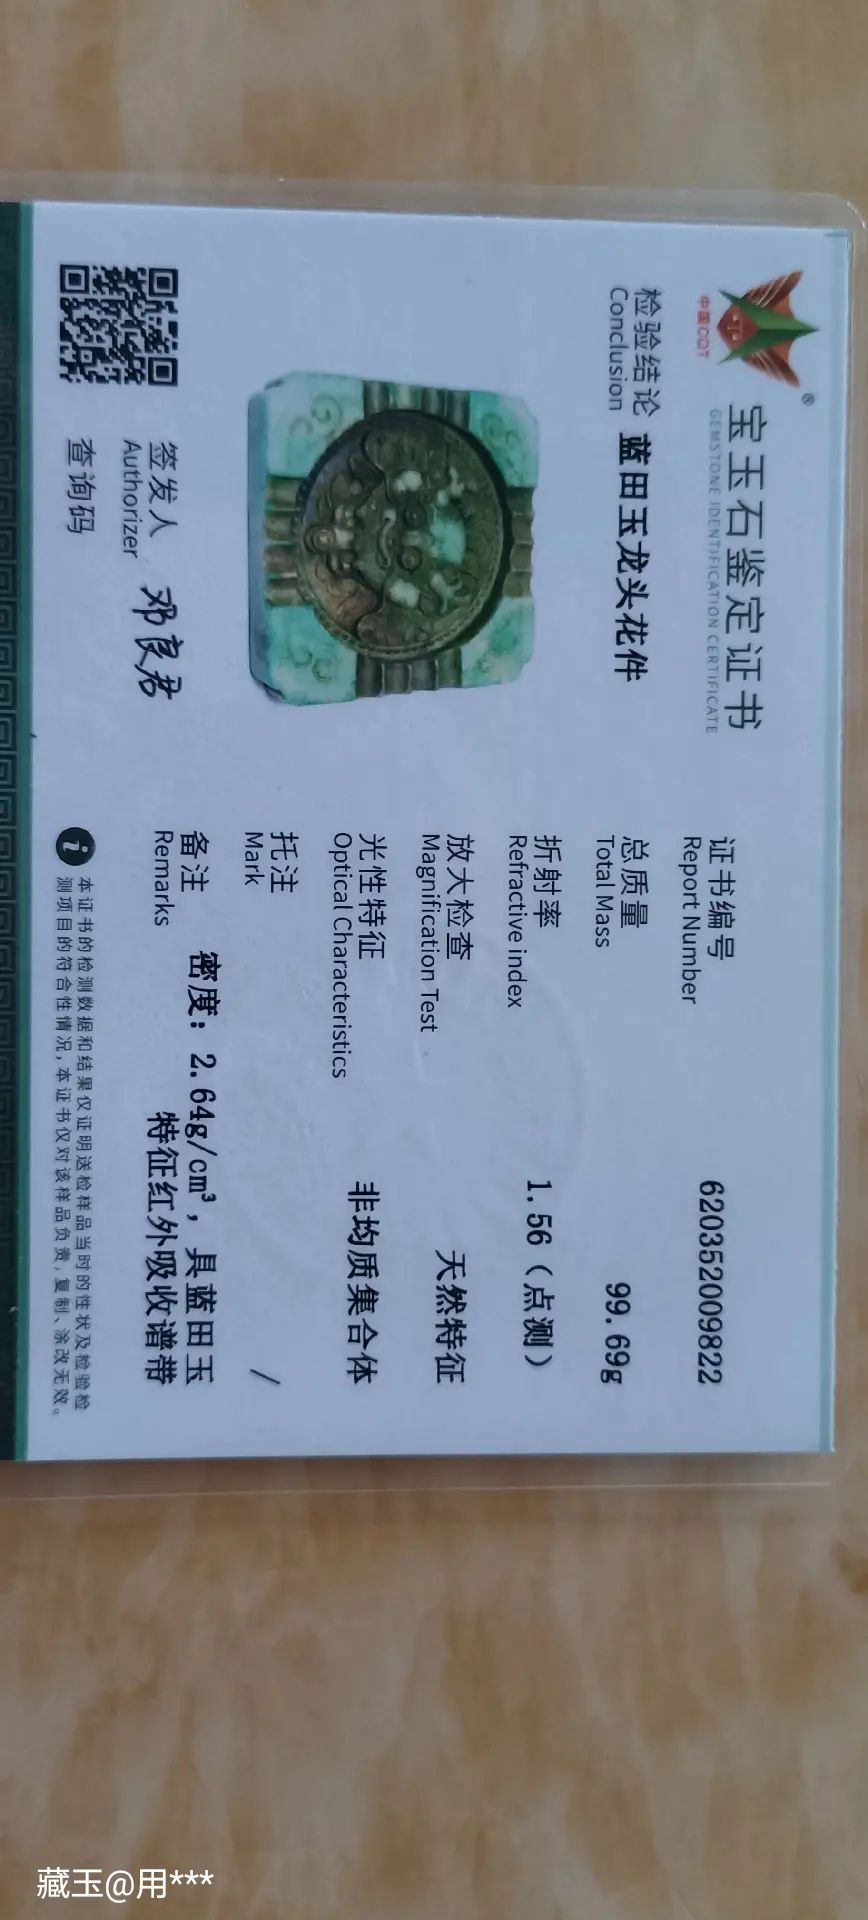 中国CQT
®
宝玉石鉴定证书
GEMSTONE IDENTIFICATION CERTIFICATE
检验结论 蓝田玉龙头花件
Conclusion
签发人 邓良君
Authorizer
查询码
证书编号 620352009822
Report Number
总质量 99.69g
Total Mass
折射率 1.56(点测)
Refractive index
放大检查 天然特征
Magnification Test
光性特征 非均质集合体
Optical Characteristics
托注 /
Mark
备注 密度：2.64g/cm³，具蓝田玉
Remarks 特征红外吸收谱带
i 本证书的检测数据和结果仅证明送检样品当时的性状及检验检
测项目的符合性情况,本证书仅对该样品负责,复制、涂改无效。
藏玉@用***